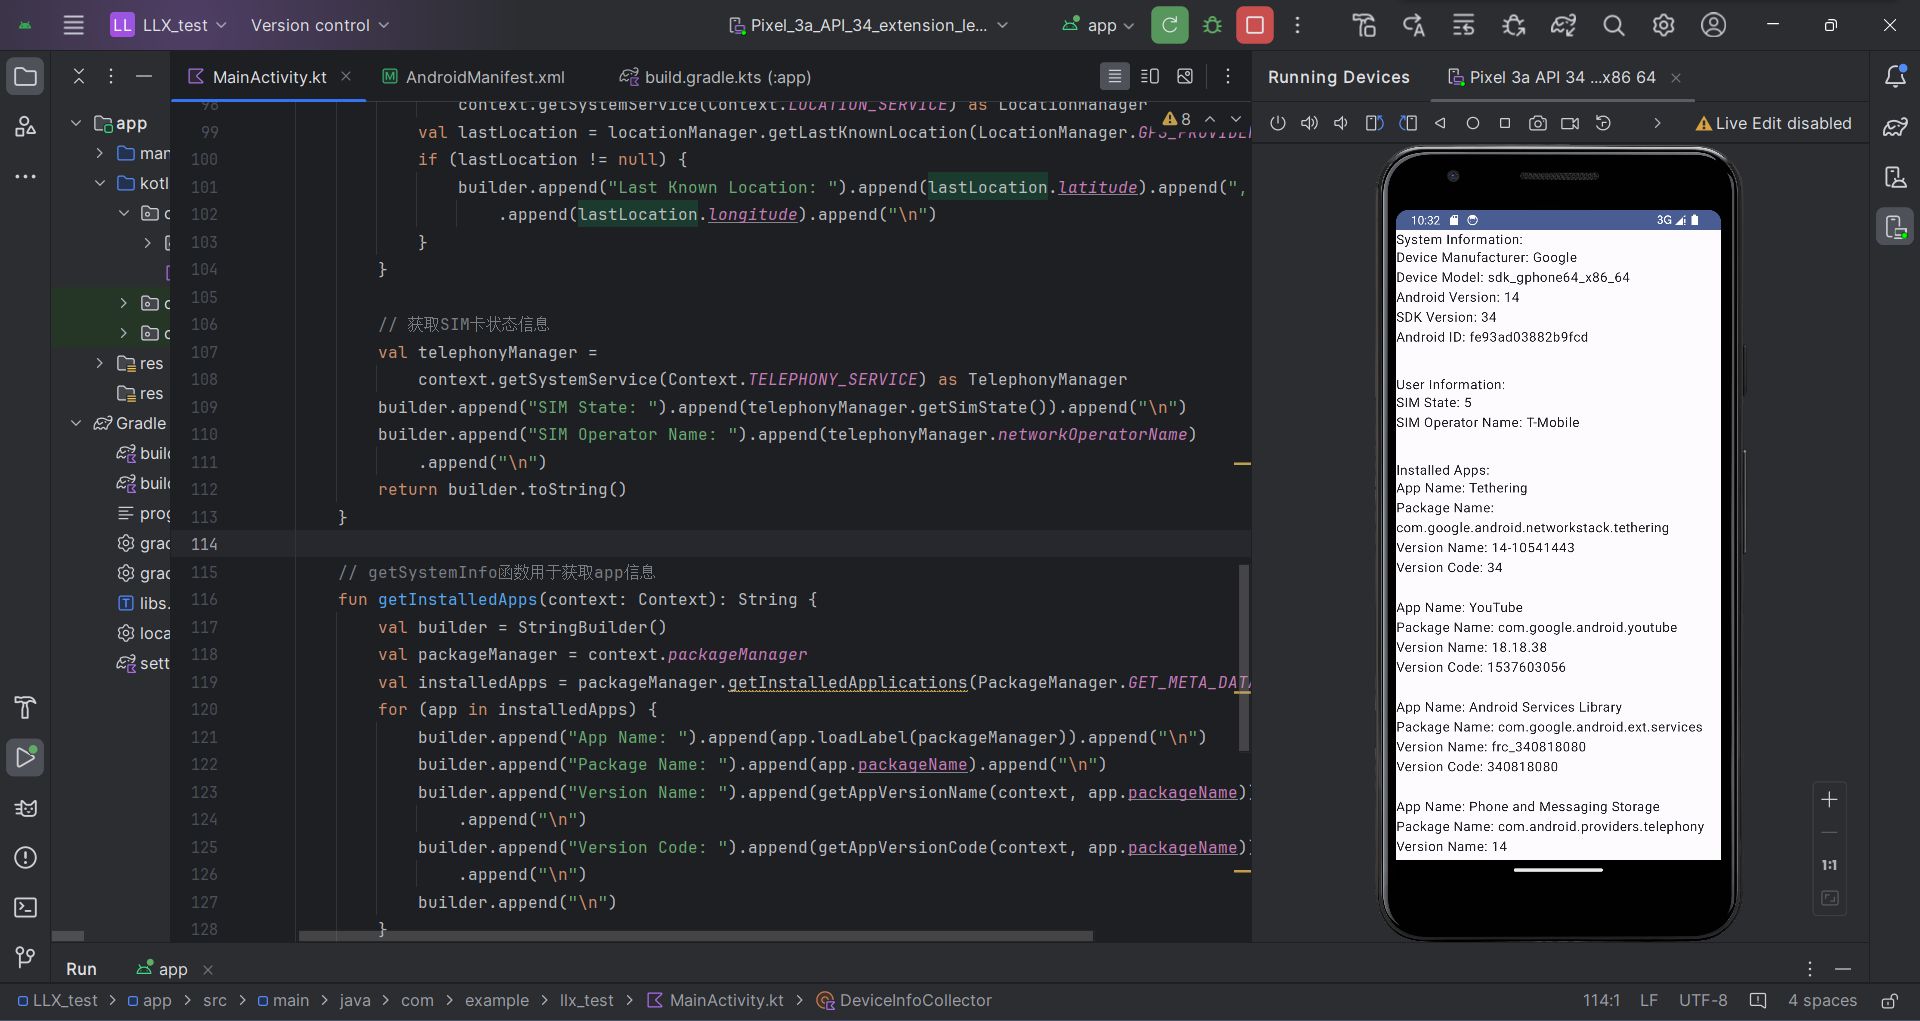 LL LLX_test Version control Pixel_3a_API_34_extension_le... app
MainActivity.kt AndroidManifest.xml build.gradle.kts (:app)
Running Devices Pixel 3a API 34 ...x86 64
Live Edit disabled
8
app
man
kotl
res
res
Gradle
buil
buil
prog
grad
grad
libs.
loca
sett
98 context.getSystemService(Context.LOCATION_SERVICE) as LocationManager
99 val lastLocation = locationManager.getLastKnownLocation(LocationManager.GPS_PROVIDE
100 if (lastLocation != null) {
101 builder.append("Last Known Location: ").append(lastLocation.latitude).append(",
102 .append(lastLocation.longitude).append("\n")
103 }
104 }
105
106 // 获取SIM卡状态信息
107 val telephonyManager =
108 context.getSystemService(Context.TELEPHONY_SERVICE) as TelephonyManager
109 builder.append("SIM State: ").append(telephonyManager.getSimState()).append("\n")
110 builder.append("SIM Operator Name: ").append(telephonyManager.networkOperatorName)
111 .append("\n")
112 return builder.toString()
113 }
114
115 // getSystemInfo函数用于获取app信息
116 fun getInstalledApps(context: Context): String {
117 val builder = StringBuilder()
118 val packageManager = context.packageManager
119 val installedApps = packageManager.getInstalledApplications(PackageManager.GET_META_DATA
120 for (app in installedApps) {
121 builder.append("App Name: ").append(app.loadLabel(packageManager)).append("\n")
122 builder.append("Package Name: ").append(app.packageName).append("\n")
123 builder.append("Version Name: ").append(getAppVersionName(context, app.packageName))
124 .append("\n")
125 builder.append("Version Code: ").append(getAppVersionCode(context, app.packageName))
126 .append("\n")
127 builder.append("\n")
128 }
10:32 3G
System Information:
Device Manufacturer: Google
Device Model: sdk_gphone64_x86_64
Android Version: 14
SDK Version: 34
Android ID: fe93ad03882b9fcd
User Information:
SIM State: 5
SIM Operator Name: T-Mobile
Installed Apps:
App Name: Tethering
Package Name:
com.google.android.networkstack.tethering
Version Name: 14-10541443
Version Code: 34
App Name: YouTube
Package Name: com.google.android.youtube
Version Name: 18.18.38
Version Code: 1537603056
App Name: Android Services Library
Package Name: com.google.android.ext.services
Version Name: frc_340818080
Version Code: 340818080
App Name: Phone and Messaging Storage
Package Name: com.android.providers.telephony
Version Name: 14
1:1
Run app
LLX_test > app > src > main > java > com > example > llx_test > MainActivity.kt > DeviceInfoCollector
114:1 LF UTF-8 4 spaces